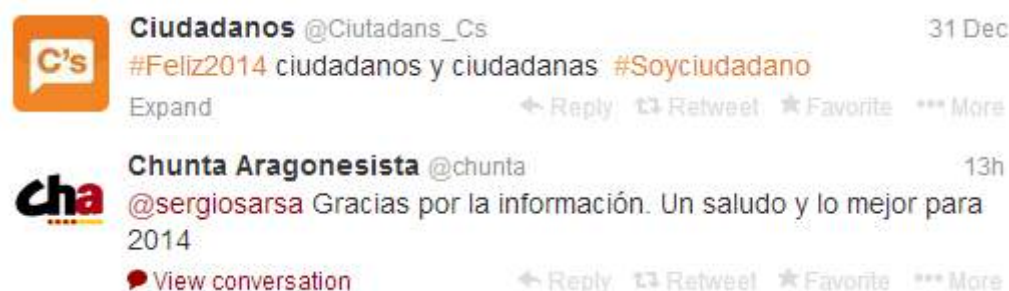 C's
Ciudadanos @Ciutadans_Cs 31 Dec
#Feliz2014 ciudadanos y ciudadanas #Soyciudadano
Expand Reply Retweet Favorite More
cha
Chunta Aragonesista @chunta 13h
@sergiosarsa Gracias por la información. Un saludo y lo mejor para
2014
View conversation Reply Retweet Favorite More